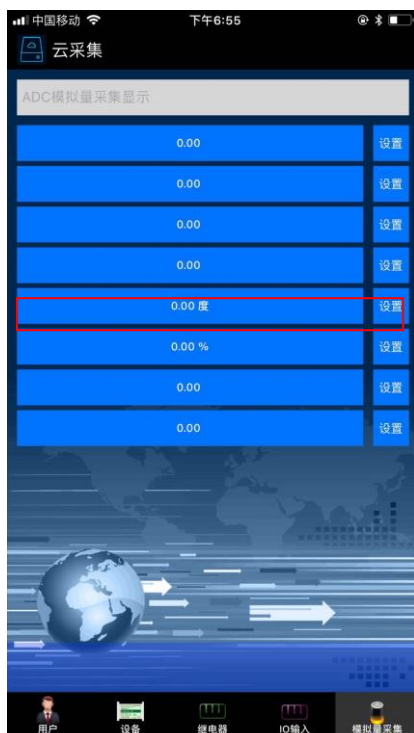 中国移动 下午6:55
云采集
ADC模拟量采集显示
0.00 设置
0.00 设置
0.00 设置
0.00 设置
0.00 度 设置
0.00 % 设置
0.00 设置
0.00 设置
用户 设备 继电器 IO输入 模拟量采集